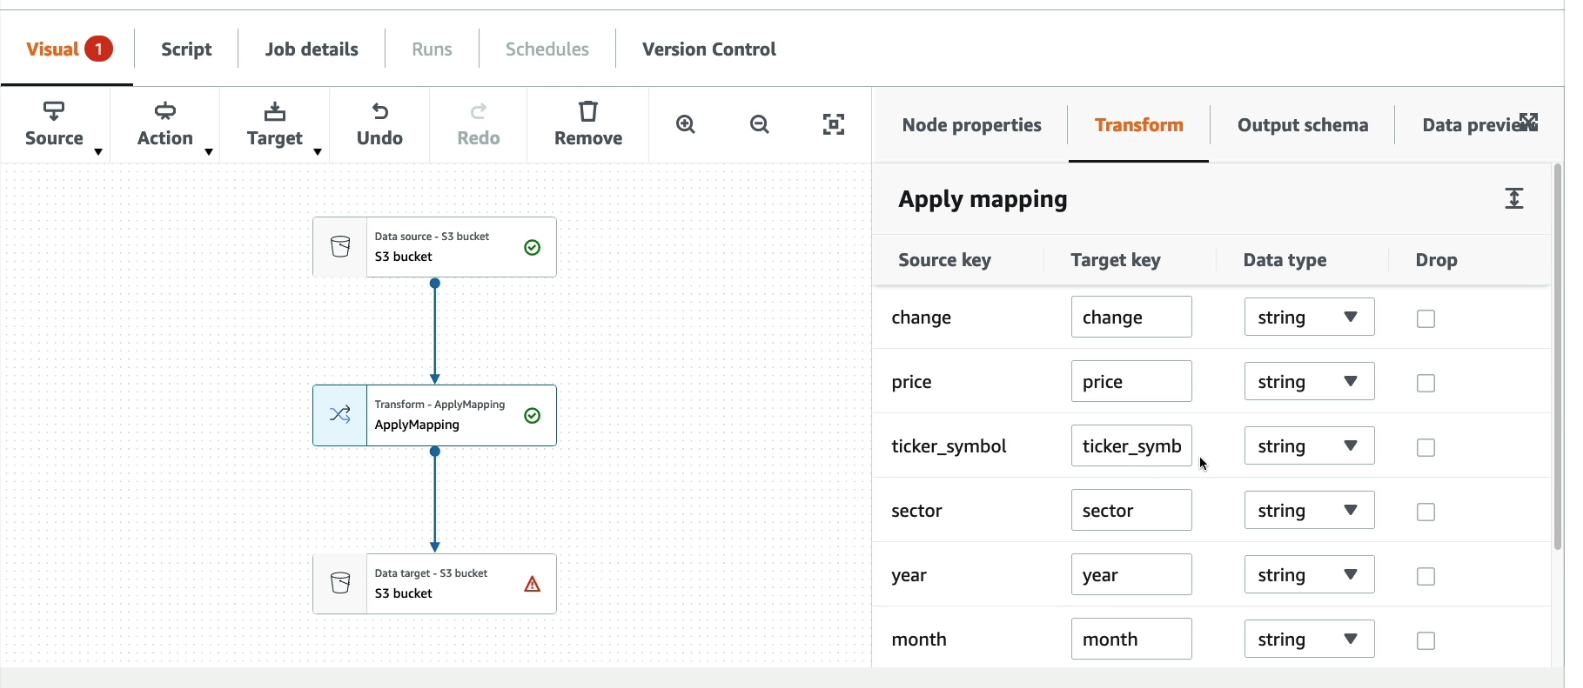 Visual 1 Script Job details Runs Schedules Version Control
Source Action Target Undo Redo Remove
Node properties Transform Output schema
Data source - S3 bucket
S3 bucket
Transform - ApplyMapping
ApplyMapping
Data target - S3 bucket
S3 bucket
Apply mapping
Source key Target key Data type Drop
change change string
price price string
ticker_symbol ticker_symb string
sector sector string
year year string
month month string